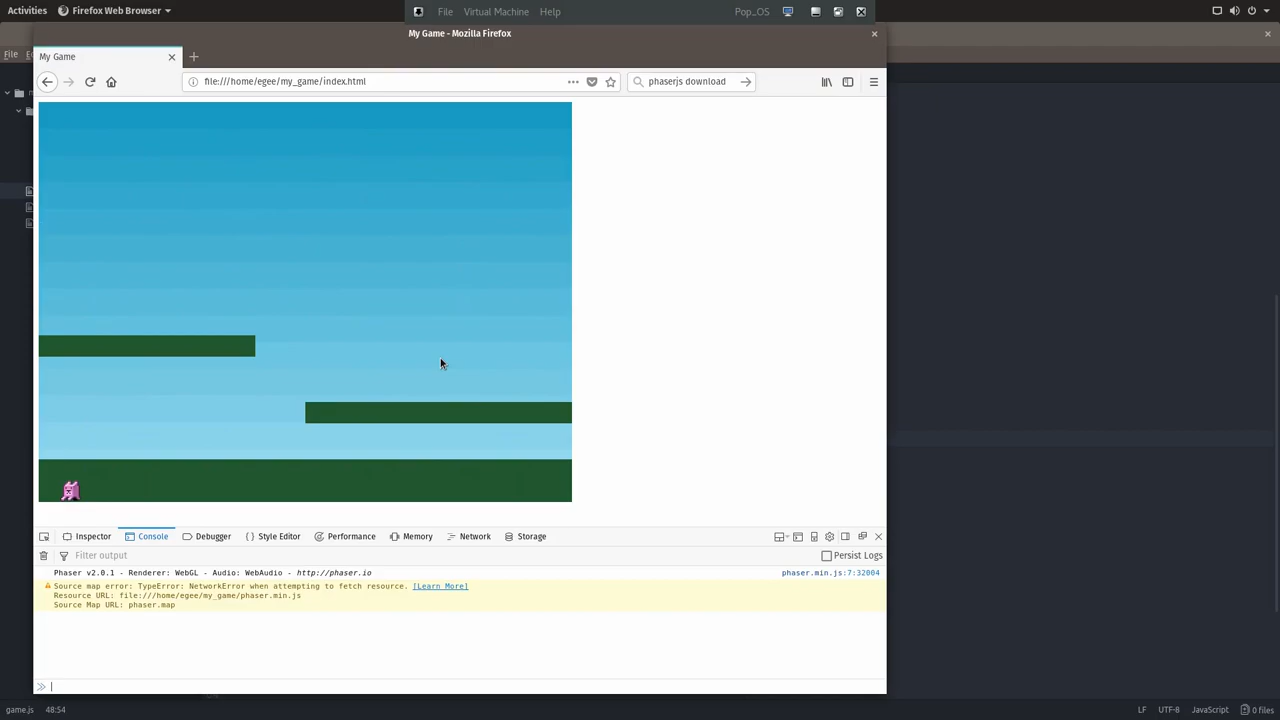 Activities Firefox Web Browser File Virtual Machine Help Pop_OS
My Game - Mozilla Firefox
File
My Game
file:///home/egee/my_game/index.html phaserjs download
Inspector Console Debugger Style Editor Performance Memory Network Storage
Filter output Persist Logs
Phaser v2.0.1 - Renderer: WebGL - Audio: WebAudio - http://phaser.io phaser.min.js:7:32004
Source map error: TypeError: NetworkError when attempting to fetch resource. [Learn More]
Resource URL: file:///home/egee/my_game/phaser.min.js
Source Map URL: phaser.map
game.js 48:54 LF UTF-8 JavaScript 0 files